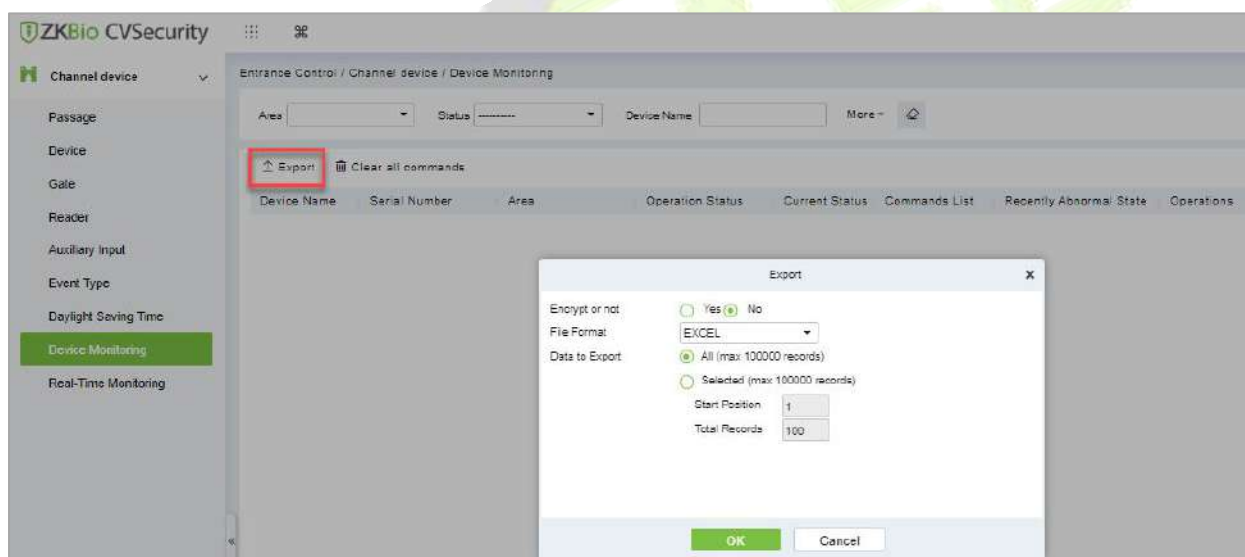 ZKBio CVSecurity
Channel device
Entrance Control / Channel device / Device Monitoring
Passage
Device
Gate
Reader
Auxiliary Input
Event Type
Daylight Saving Time
Device Monitoring
Real-Time Monitoring
Area Status ---------- Device Name More
Export Clear all commands
Device Name Serial Number Area Operation Status Current Status Commands List Recently Abnormal State Operations
Export x
Encrypt or not Yes No
File Format EXCEL
Data to Export All (max 100000 records)
Selected (max 100000 records)
Start Position 1
Total Records 100
OK Cancel